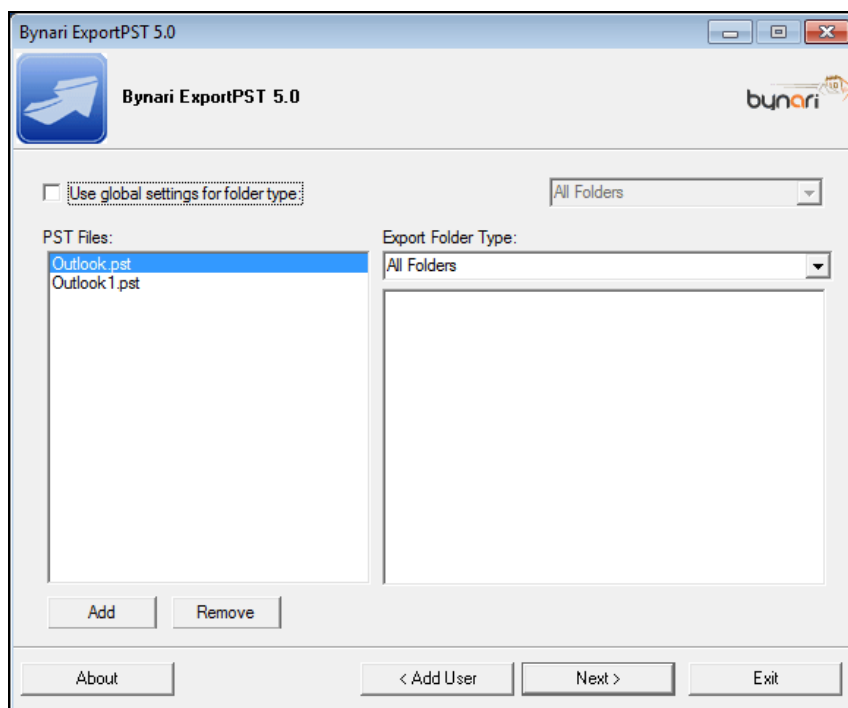 Bynari ExportPST 5.0
Bynari ExportPST 5.0
bynari
Use global settings for folder type:
All Folders
PST Files:
Export Folder Type:
Outlook.pst
Outlook1.pst
All Folders
Add
Remove
About
< Add User
Next >
Exit